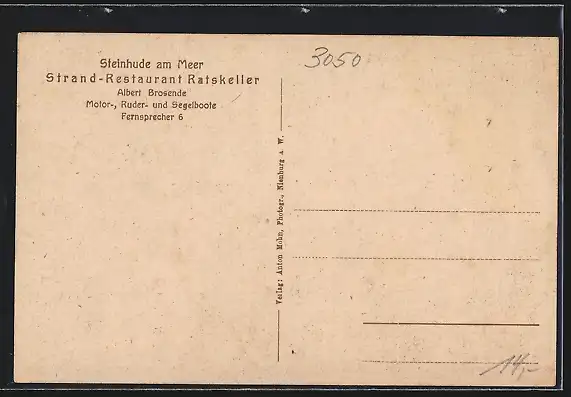 Steinhude am Meer
Strand-Restaurant Ratskeller
Albert Brosende
Motor-, Ruder- und Segelboote
Fernsprecher 6
3050
Verlag: Anton Mohn, Photogr., Nienburg a. W.
14,-